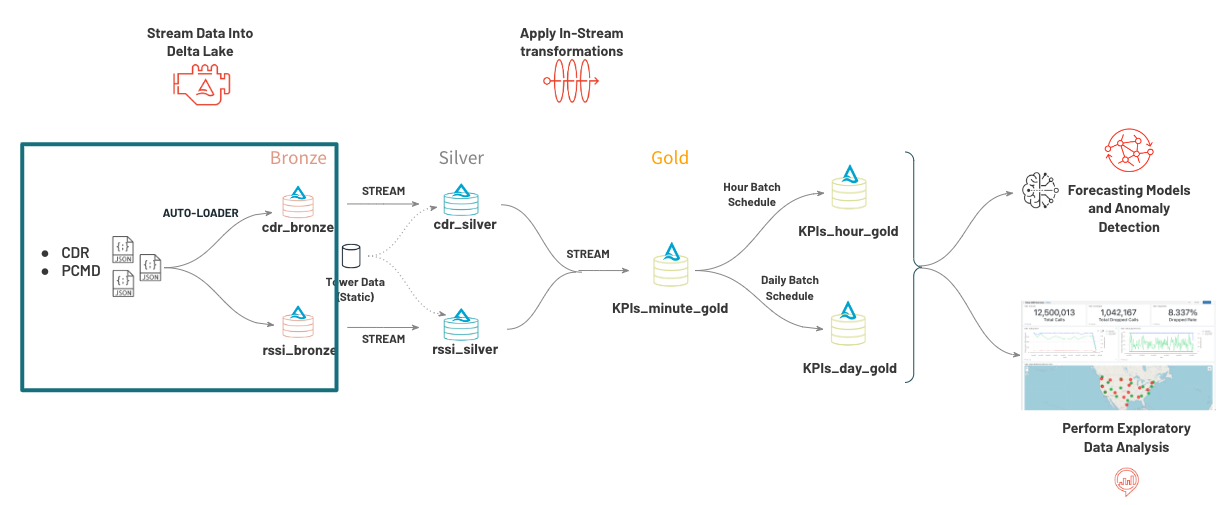 Stream Data Into
Delta Lake
Apply In-Stream
transformations
Bronze
Silver
Gold
AUTO-LOADER
STREAM
cdr_bronze
cdr_silver
● CDR
● PCMD
{;}
JSON
{;}
JSON
{;}
JSON
Tower Data
(Static)
rssi_bronze
STREAM
rssi_silver
STREAM
KPIs_minute_gold
Hour Batch
Schedule
KPIs_hour_gold
Daily Batch
Schedule
KPIs_day_gold
Forecasting Models
and Anomaly
Detection
12,500,013
Total Calls
1,042,167
Total Dropped Calls
8.337%
Dropped Rate
Perform Exploratory
Data Analysis